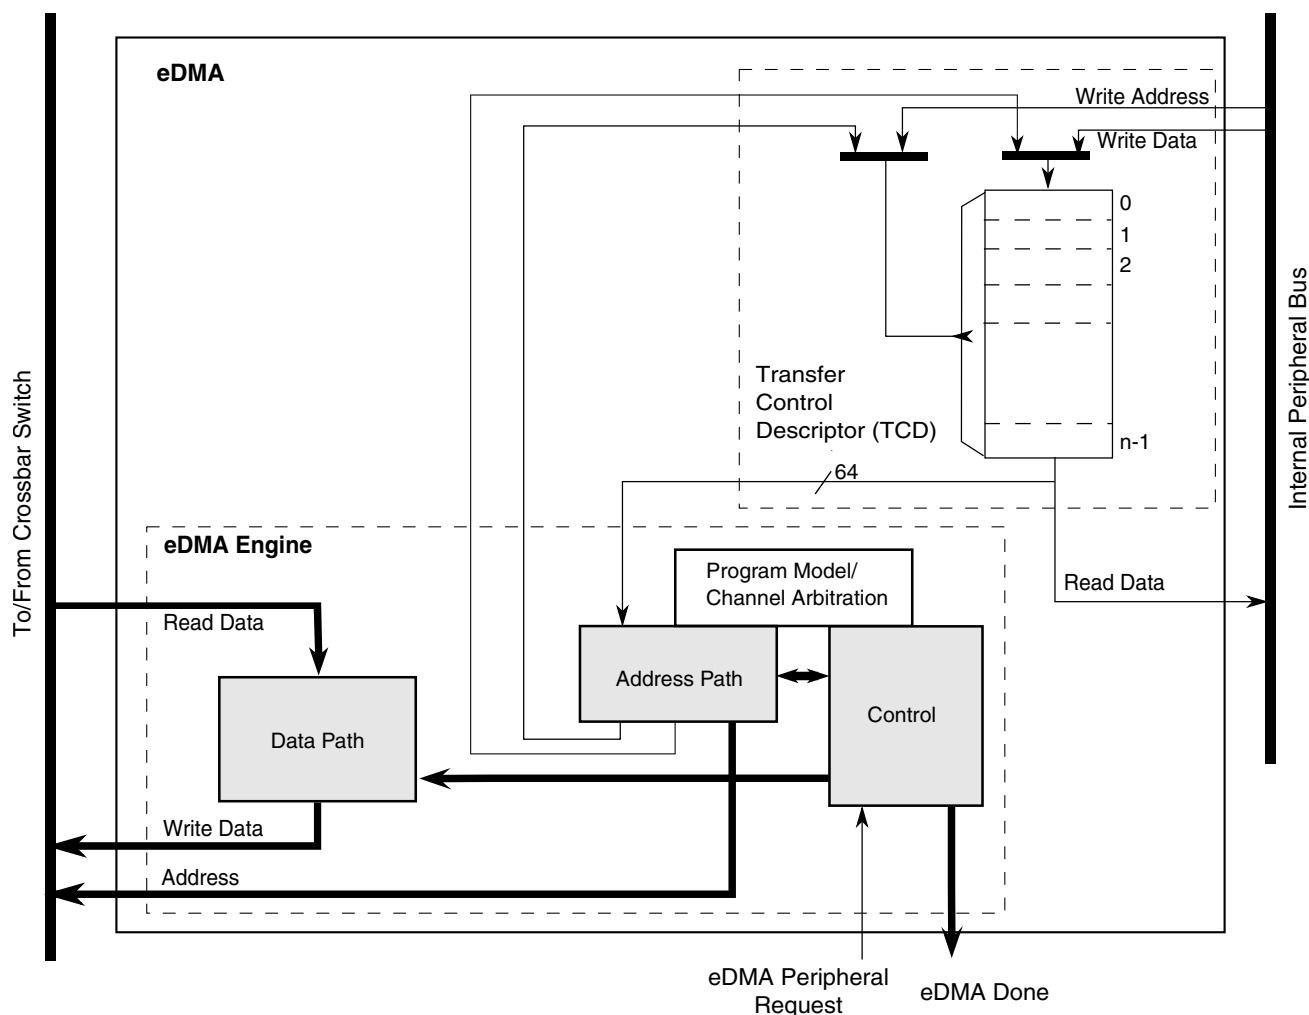 eDMA
Write Address
Write Data
0
1
2
n-1
Transfer
Control
Descriptor (TCD)
64
To/From Crossbar Switch
Internal Peripheral Bus
eDMA Engine
Program Model/
Channel Arbitration
Read Data
Read Data
Address Path
Control
Data Path
Write Data
Address
eDMA Peripheral
Request
eDMA Done